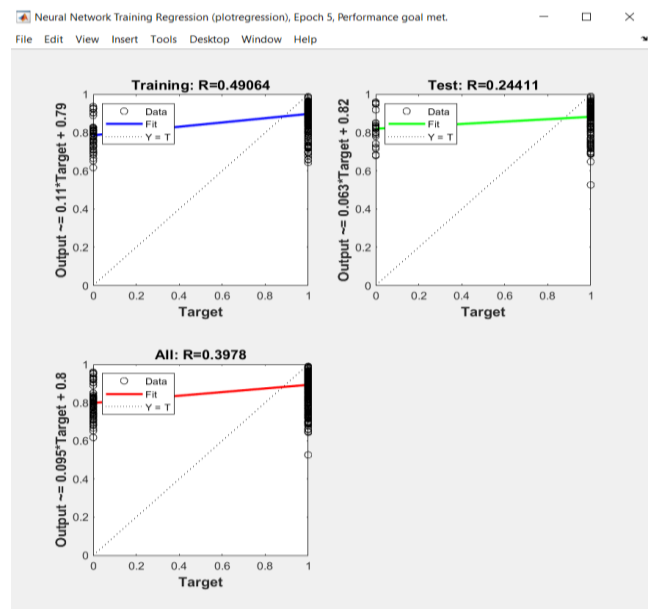 Neural Network Training Regression (plotregression), Epoch 5, Performance goal met.
File Edit View Insert Tools Desktop Window Help
Training: R=0.49064
Output ~= 0.11*Target + 0.79
1
0.8
0.6
0.4
0.2
0
Data
Fit
Y = T
0 0.2 0.4 0.6 0.8 1
Target
Test: R=0.24411
Output ~= 0.063*Target + 0.82
1
0.8
0.6
0.4
0.2
0
Data
Fit
Y = T
0 0.2 0.4 0.6 0.8 1
Target
All: R=0.3978
Output ~= 0.095*Target + 0.8
1
0.8
0.6
0.4
0.2
0
Data
Fit
Y = T
0 0.2 0.4 0.6 0.8 1
Target